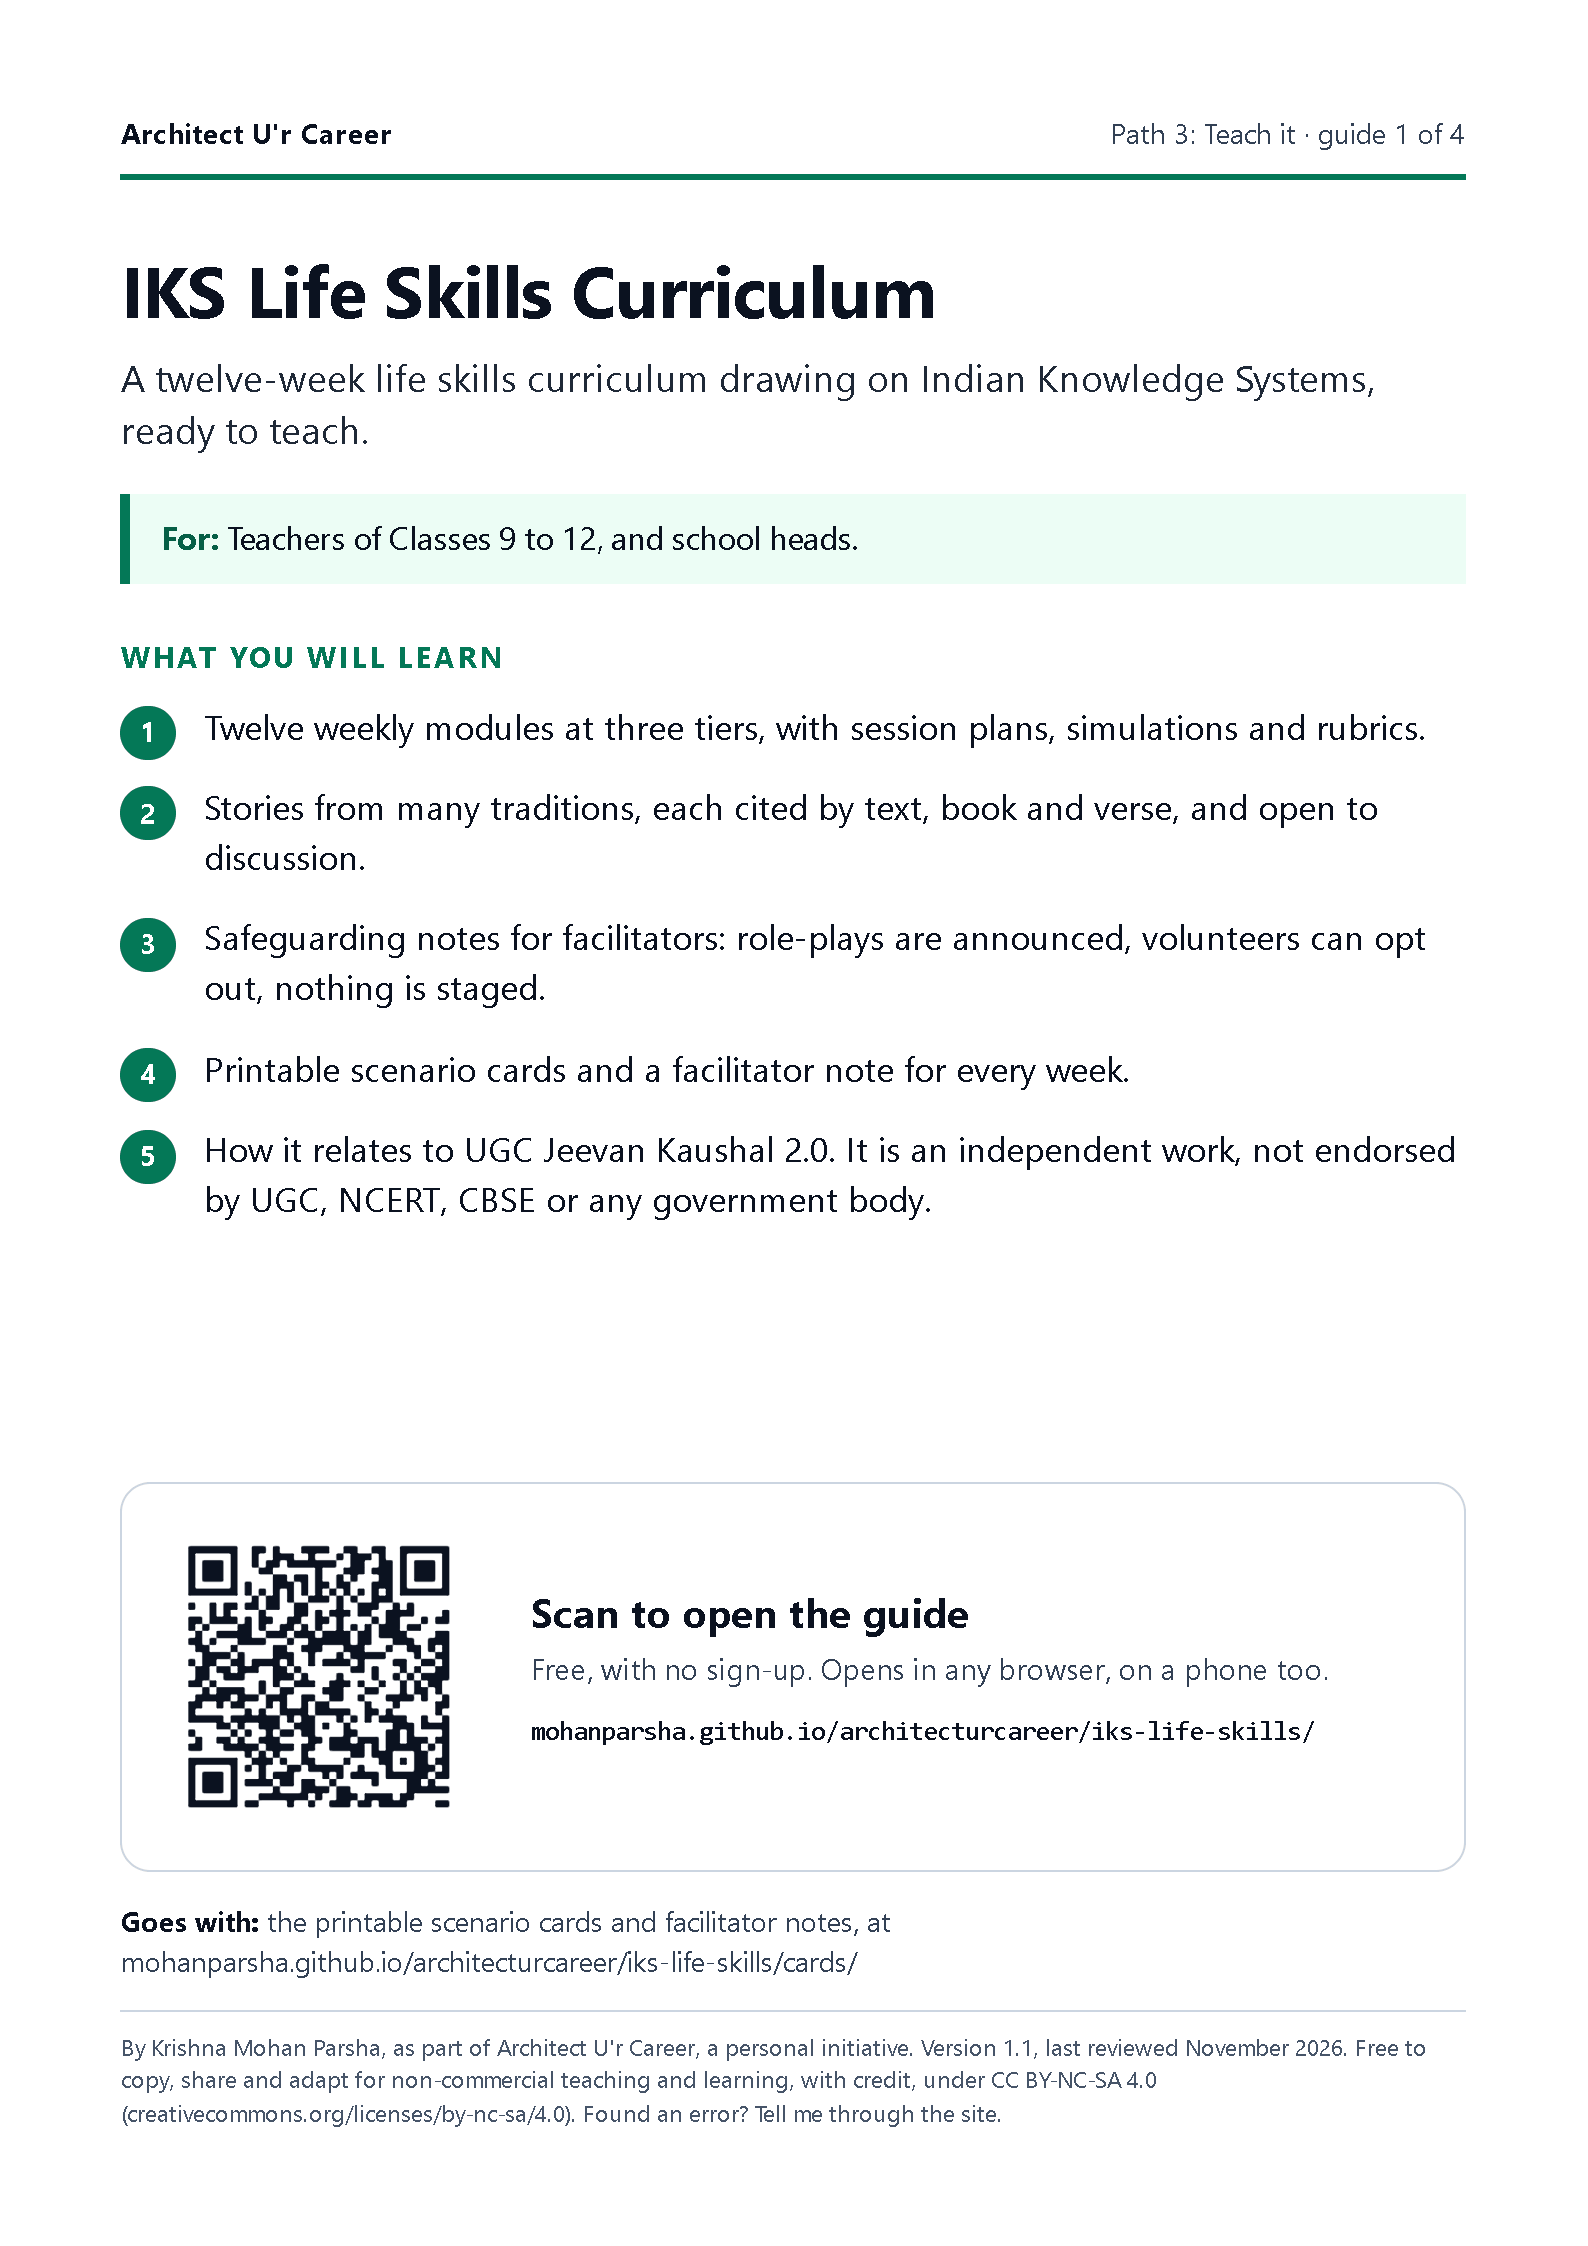 Architect U'r Career
Path 3: Teach it · guide 1 of 4
IKS Life Skills Curriculum
A twelve-week life skills curriculum drawing on Indian Knowledge Systems,
ready to teach.
For: Teachers of Classes 9 to 12, and school heads.
WHAT YOU WILL LEARN
1 Twelve weekly modules at three tiers, with session plans, simulations and rubrics.
2 Stories from many traditions, each cited by text, book and verse, and open to
discussion.
3 Safeguarding notes for facilitators: role-plays are announced, volunteers can opt
out, nothing is staged.
4 Printable scenario cards and a facilitator note for every week.
5 How it relates to UGC Jeevan Kaushal 2.0. It is an independent work, not endorsed
by UGC, NCERT, CBSE or any government body.
Scan to open the guide
Free, with no sign-up. Opens in any browser, on a phone too.
mohanparsha.github.io/architecturcareer/iks-life-skills/
Goes with: the printable scenario cards and facilitator notes, at
mohanparsha.github.io/architecturcareer/iks-life-skills/cards/
By Krishna Mohan Parsha, as part of Architect U'r Career, a personal initiative. Version 1.1, last reviewed November 2026. Free to
copy, share and adapt for non-commercial teaching and learning, with credit, under CC BY-NC-SA 4.0
(creativecommons.org/licenses/by-nc-sa/4.0). Found an error? Tell me through the site.